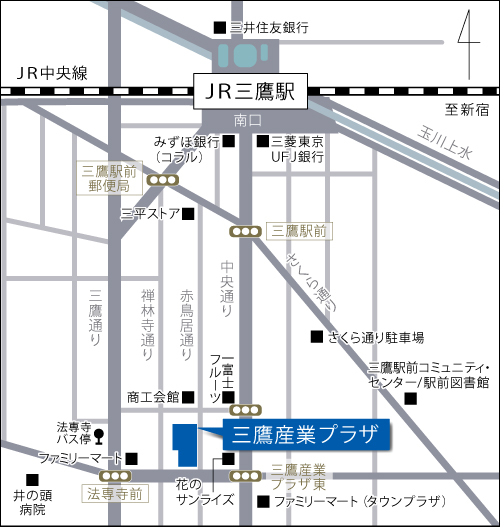 三井住友銀行
JR中央線
JR三鷹駅
至新宿
南口
玉川上水
みずほ銀行
(コラル)
三菱東京
UFJ銀行
三鷹駅前
郵便局
三平ストア
三鷹駅前
三鷹通り
禅林寺通り
赤鳥居通り
中央通り
さくら通り
さくら通り駐車場
一富士
フルーツ
三鷹駅前コミュニティ・
センター/駅前図書館
商工会館
三鷹産業プラザ
法専寺
バス停
ファミリーマート
井の頭
病院
法専寺前
花の
サンライズ
三鷹産業
プラザ東
ファミリーマート(タウンプラザ)